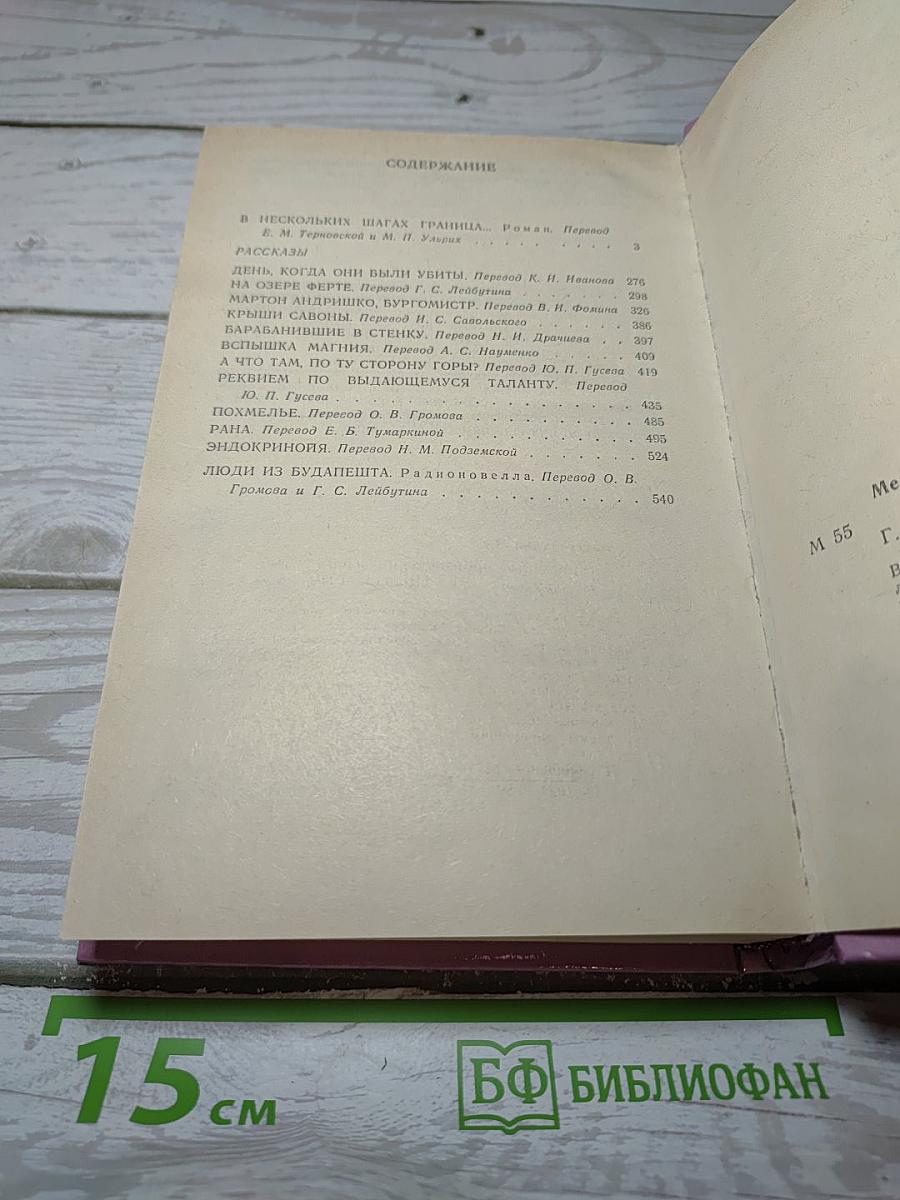 СОДЕРЖАНИЕ
В НЕСКОЛЬКИХ ШАГАХ ГРАНИЦА... Роман. Перевод
Е. М. Терновской и М. П. Ульрих . . . . . . . . . 3
РАССКАЗЫ
ДЕНЬ, КОГДА ОНИ БЫЛИ УБИТЫ. Перевод К. И. Иванова 276
НА ОЗЕРЕ ФЕРТЕ. Перевод Г. С. Лейбутина . . . . . . . 298
МАРТОН АНДРИШКО, БУРГОМИСТР. Перевод В. И. Фомина 326
КРЫШИ САВОНЫ. Перевод И. С. Савольского . . . . . . 386
БАРАБАНИВШИЕ В СТЕНКУ. Перевод Н. И. Драчиева . . 397
ВСПЫШКА МАГНИЯ. Перевод А. С. Науменко . . . . . 409
А ЧТО ТАМ, ПО ТУ СТОРОНУ ГОРЫ? Перевод Ю. П. Гусева 419
РЕКВИЕМ ПО ВЫДАЮЩЕМУСЯ ТАЛАНТУ. Перевод
Ю. П. Гусева . . . . . . . . . . . . . . . . . . 435
ПОХМЕЛЬЕ. Перевод О. В. Громова . . . . . . . . . . 485
РАНА. Перевод Е. Б. Тумаркиной . . . . . . . . . . . 495
ЭНДОКРИНОЙЯ. Перевод Н. М. Подземской . . . . . . . 524
ЛЮДИ ИЗ БУДАПЕШТА. Радионовелла. Перевод О. В.
Громова и Г. С. Лейбутина . . . . . . . . . . . . 540
Ме
М 55
Г.
15 см
БФ БИБЛИОФАН